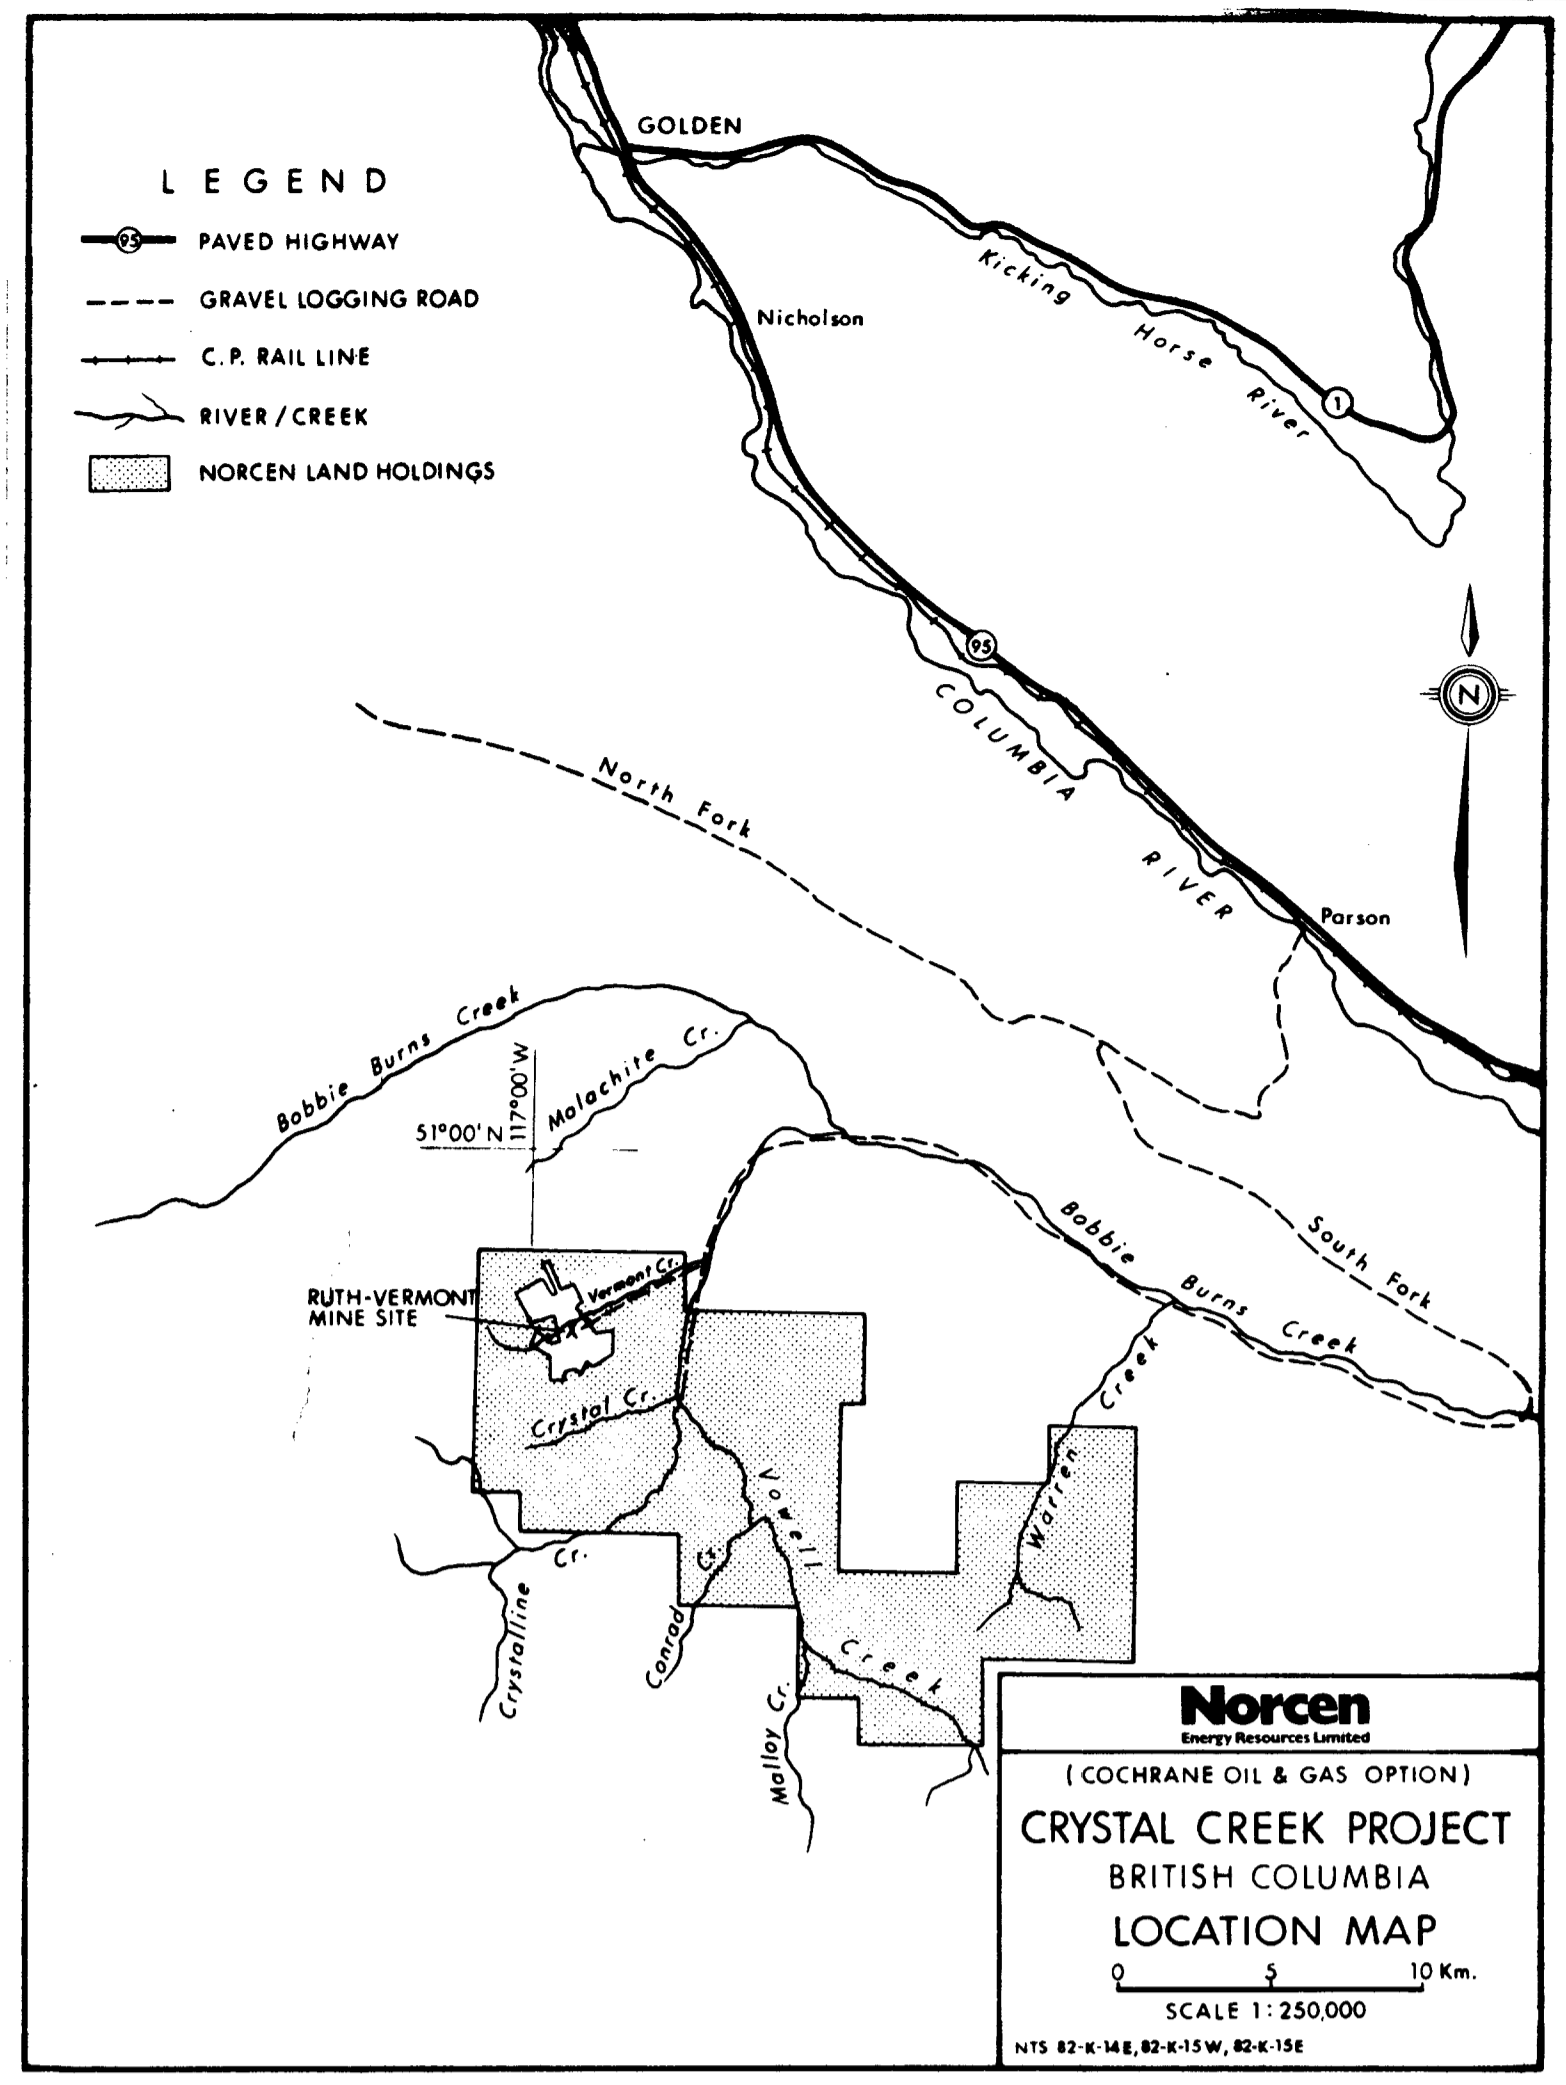 GOLDEN
LEGEND
95 PAVED HIGHWAY
GRAVEL LOGGING ROAD
C.P. RAIL LINE
RIVER/CREEK
NORCEN LAND HOLDINGS
Kicking Horse River
1
Nicholson
95
N
COLUMBIA RIVER
North Fork
Parson
Bobbie Burns Creek
Malachite Cr.
117°00'W
51°00'N
Bobbie Burns Creek
South Fork
Vermont Cr.
RUTH-VERMONT
MINE SITE
Crystal Cr.
Warren Creek
Vowell Creek
Crystalline Cr.
Conrad Cr.
Malloy Cr.
Norcen
Energy Resources Limited
(COCHRANE OIL & GAS OPTION)
CRYSTAL CREEK PROJECT
BRITISH COLUMBIA
LOCATION MAP
0 5 10 Km.
SCALE 1:250,000
NTS 82-K-14E, 82-K-15W, 82-K-15E